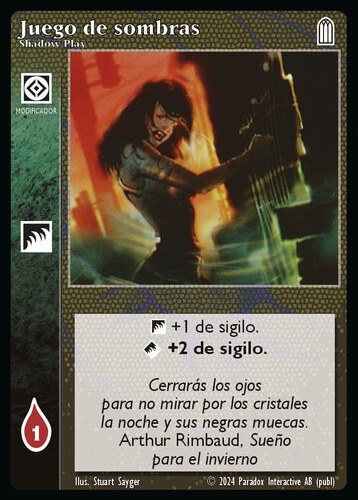 Juego de sombras
Shadow Play
MODIFICADOR
+1 de sigilo.
+2 de sigilo.
Cerrarás los ojos
para no mirar por los cristales
la noche y sus negras muecas.
Arthur Rimbaud, Sueño
para el invierno
1
Ilus. Stuart Sayger © 2024 Paradox Interactive AB (publ)